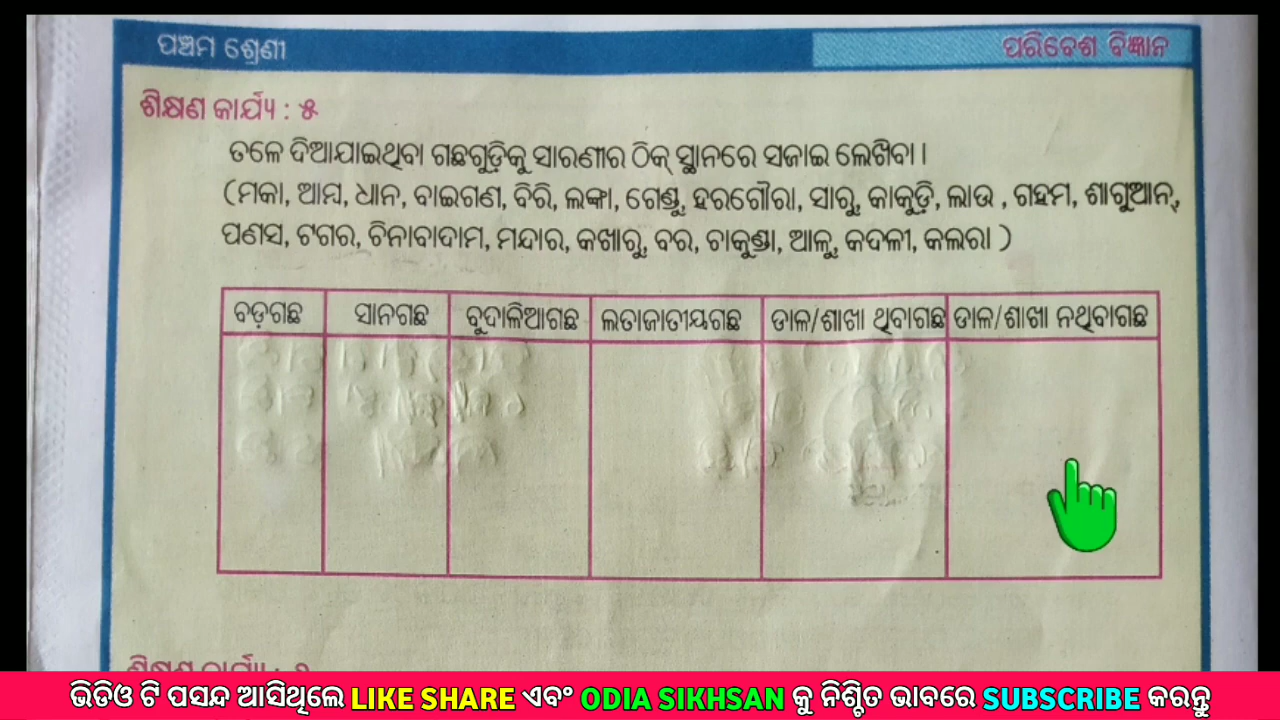 ପଞ୍ଚମ ଶ୍ରେଣୀ
ପରିବେଶ ବିଜ୍ଞାନ
ଶିକ୍ଷଣ କାର୍ଯ୍ୟ : ୫
ତଳେ ଦିଆଯାଇଥିବା ଗଛଗୁଡ଼ିକୁ ସାରଣୀର ଠିକ୍ ସ୍ଥାନରେ ସଜାଇ ଲେଖିବା ।
(ମକା, ଆମ୍ବ, ଧାନ, ବାଇଗଣ, ବିରି, ଲଙ୍କା, ଗେଣ୍ଡୁ, ହରଗୌରା, ସାରୁ, କାକୁଡ଼ି, ଲାଉ , ଗହମ, ଶାଗୁଆନ୍,
ପଣସ, ଟଗର, ଚିନାବାଦାମ, ମନ୍ଦାର, କଖାରୁ, ବର, ଚାକୁଣ୍ଡା, ଆଳୁ, କଦଳୀ, କଲରା )
ବଡ଼ଗଛ ସାନଗଛ ବୁଦାଳିଆଗଛ ଲତାଜାତୀୟଗଛ ଡାଳ/ଶାଖା ଥିବାଗଛ ଡାଳ/ଶାଖା ନଥିବାଗଛ
ଶିକ୍ଷଣ କାର୍ଯ୍ୟ :
ଭିଡିଓ ଟି ପସନ୍ଦ ଆସିଥିଲେ LIKE SHARE ଏବଂ ODIA SIKHSAN କୁ ନିଶ୍ଚିତ ଭାବରେ SUBSCRIBE କରନ୍ତୁ